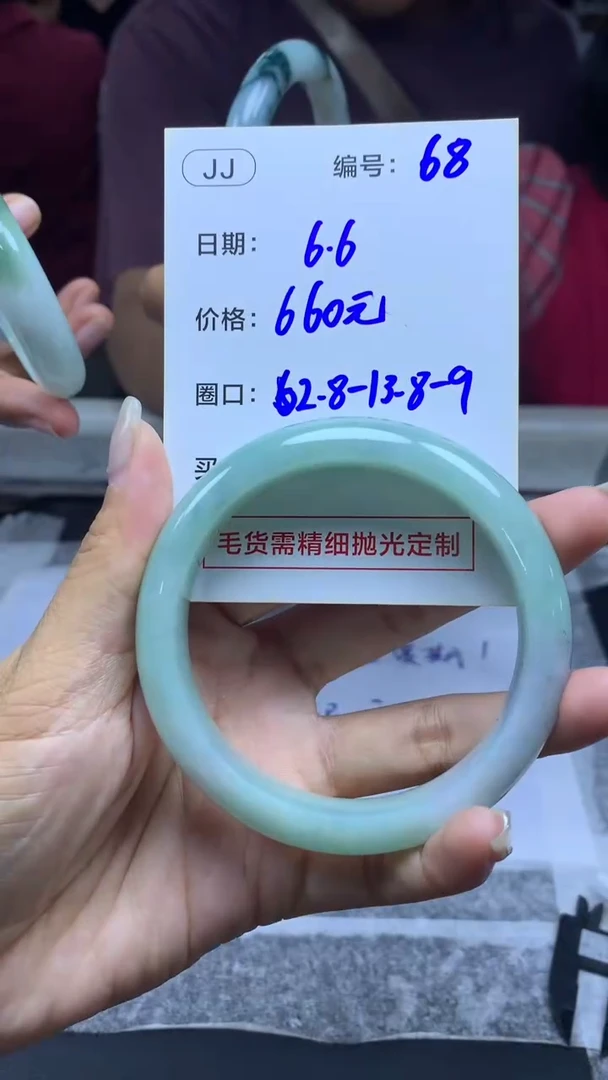 JJ 编号: 68
日期: 6.6
价格: 660元
圈口: 62.8-13.8-9
买
毛货需精细抛光定制